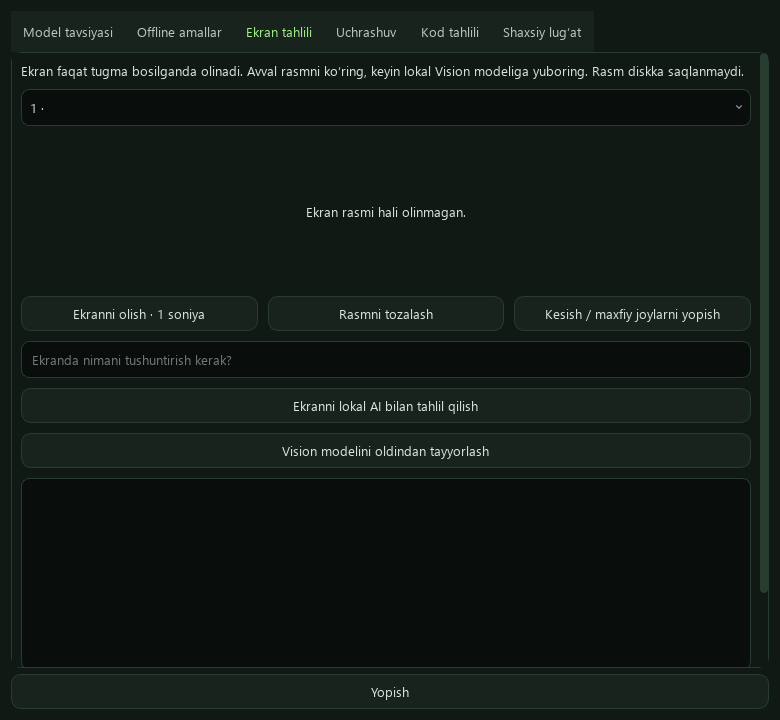 Model tavsiyasi Offline amallar Ekran tahlili Uchrashuv Kod tahlili Shaxsiy lug‘at
Ekran faqat tugma bosilganda olinadi. Avval rasmni ko‘ring, keyin lokal Vision modeliga yuboring. Rasm diskka saqlanmaydi.
1 ·
Ekran rasmi hali olinmagan.
Ekranni olish · 1 soniya Rasmni tozalash Kesish / maxfiy joylarni yopish
Ekranda nimani tushuntirish kerak?
Ekranni lokal AI bilan tahlil qilish
Vision modelini oldindan tayyorlash
Yopish